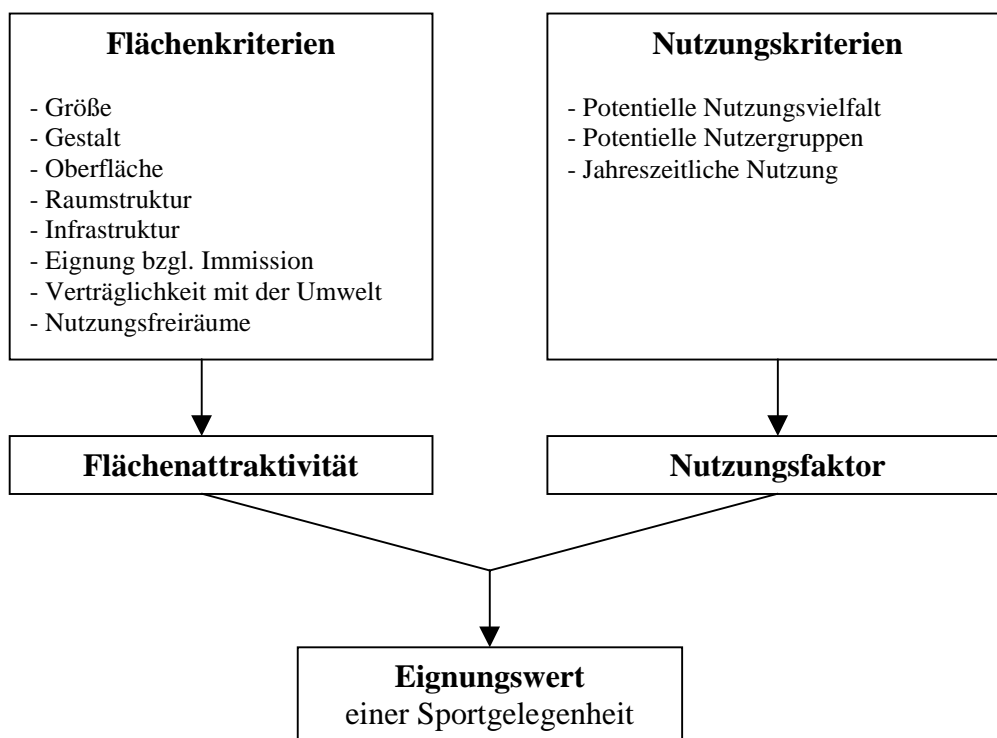 Flächenkriterien
- Größe
- Gestalt
- Oberfläche
- Raumstruktur
- Infrastruktur
- Eignung bzgl. Immission
- Verträglichkeit mit der Umwelt
- Nutzungsfreiräume
Nutzungskriterien
- Potentielle Nutzungsvielfalt
- Potentielle Nutzergruppen
- Jahreszeitliche Nutzung
Flächenattraktivität
Nutzungsfaktor
Eignungswert
einer Sportgelegenheit